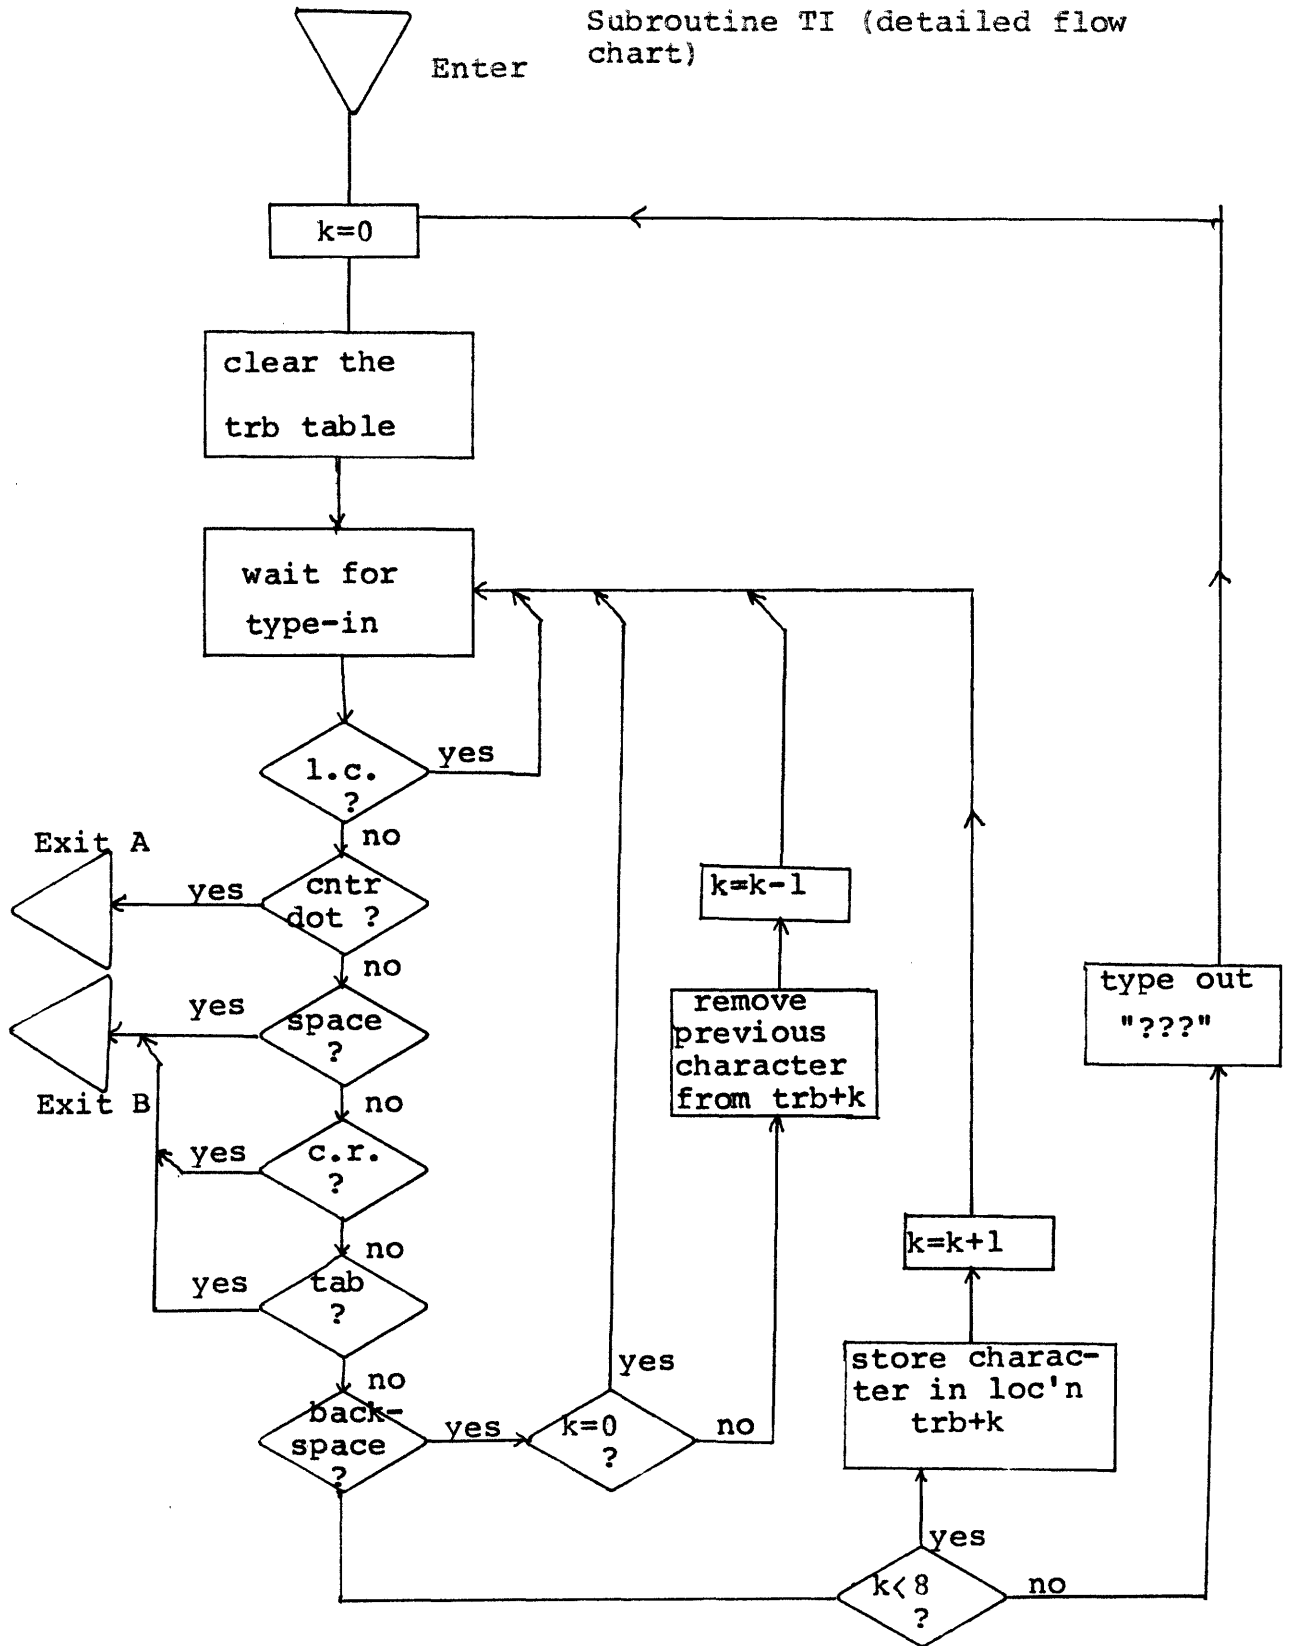 Subroutine TI (detailed flow
chart)
Enter
k=0
clear the
trb table
wait for
type-in
l.c.
?
yes
no
Exit A
yes
cntr
dot ?
no
yes
space
?
Exit B
no
yes
c.r.
?
no
yes
tab
?
no
back-
space
?
yes
k=0
?
yes
no
remove
previous
character
from trb+k
k=k-1
k<8
?
yes
no
store charac-
ter in loc'n
trb+k
k=k+1
type out
"???"